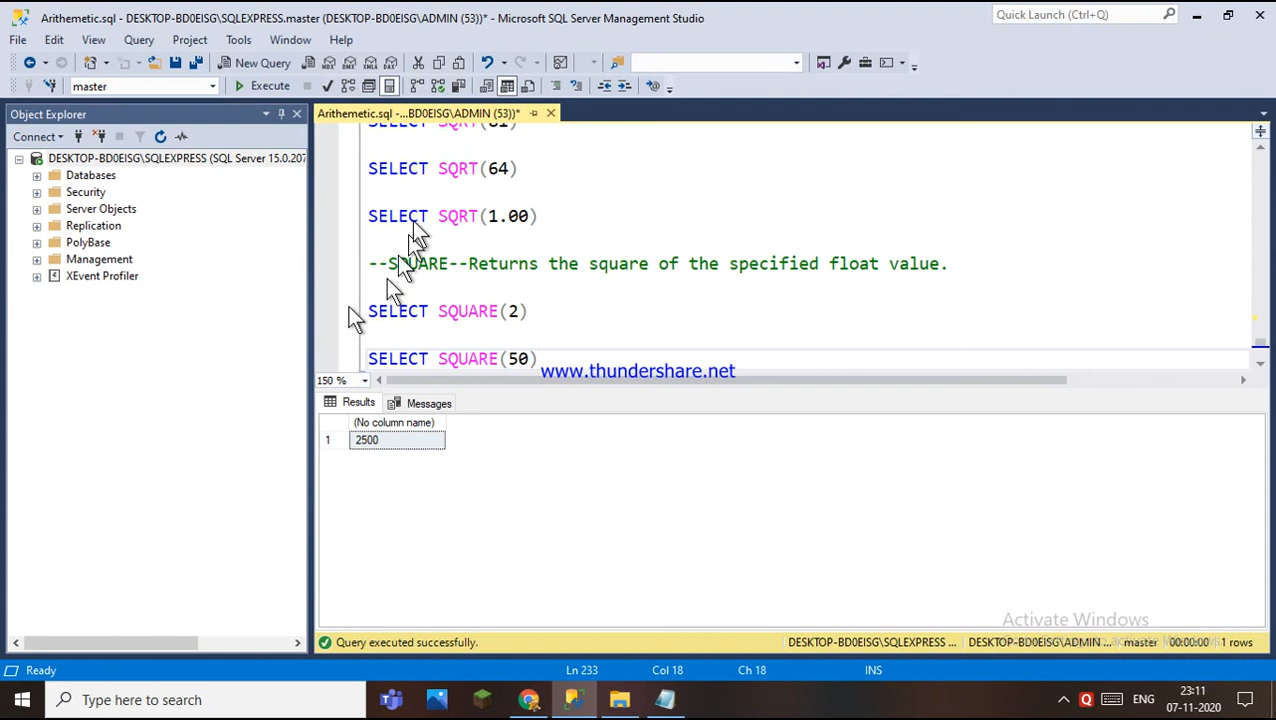 Arithemetic.sql - DESKTOP-BD0EISG\SQLEXPRESS.master (DESKTOP-BD0EISG\ADMIN (53))* - Microsoft SQL Server Management Studio
Quick Launch (Ctrl+Q)
File Edit View Query Project Tools Window Help
New Query
master
Execute
Object Explorer
Arithemetic.sql -...BD0EISG\ADMIN (53))*
Connect
DESKTOP-BD0EISG\SQLEXPRESS (SQL Server 15.0.207
Databases
Security
Server Objects
Replication
PolyBase
Management
XEvent Profiler
SELECT SQRT(81)
SELECT SQRT(64)
SELECT SQRT(1.00)
--SQUARE--Returns the square of the specified float value.
SELECT SQUARE(2)
SELECT SQUARE(50)
www.thundershare.net
150 %
Results Messages
(No column name)
1 2500
Activate Windows
Query executed successfully.
DESKTOP-BD0EISG\SQLEXPRESS ... DESKTOP-BD0EISG\ADMIN ... master 00:00:00 1 rows
Ready Ln 233 Col 18 Ch 18 INS
Type here to search
ENG
23:11
07-11-2020